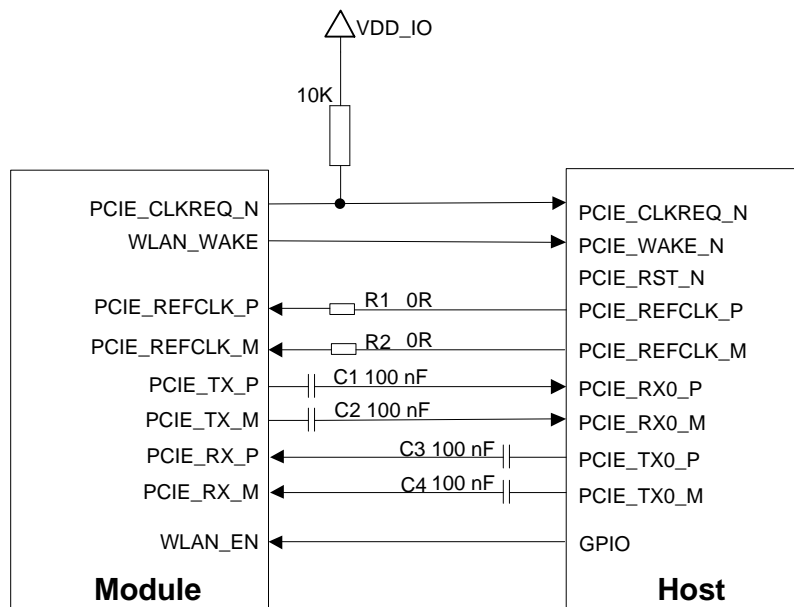 VDD_IO
10K
PCIE_CLKREQ_N PCIE_CLKREQ_N
WLAN_WAKE PCIE_WAKE_N
PCIE_RST_N
PCIE_REFCLK_P R1 0R PCIE_REFCLK_P
PCIE_REFCLK_M R2 0R PCIE_REFCLK_M
PCIE_TX_P C1 100 nF PCIE_RX0_P
PCIE_TX_M C2 100 nF PCIE_RX0_M
PCIE_RX_P C3 100 nF PCIE_TX0_P
PCIE_RX_M C4 100 nF PCIE_TX0_M
WLAN_EN GPIO
Module Host